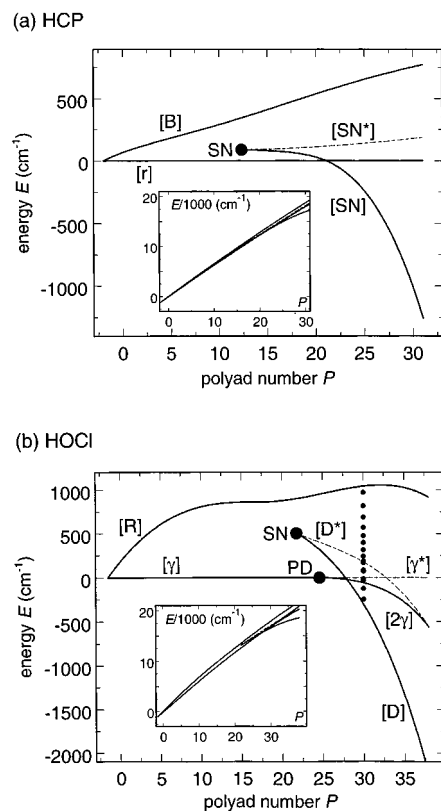 (a) HCP
energy E (cm⁻¹)
500
0
-500
-1000
[B]
SN
[SN*]
[r]
[SN]
E/1000 (cm⁻¹)
20
10
0
0 10 20 30
P
0 5 10 15 20 25 30
polyad number P
(b) HOCl
energy E (cm⁻¹)
1000
500
0
-500
-1000
-1500
-2000
[R]
SN
[D*]
[γ]
PD
[γ*]
[2γ]
[D]
E/1000 (cm⁻¹)
20
10
0
P
0 10 20 30
0 5 10 15 20 25 30 35
polyad number P